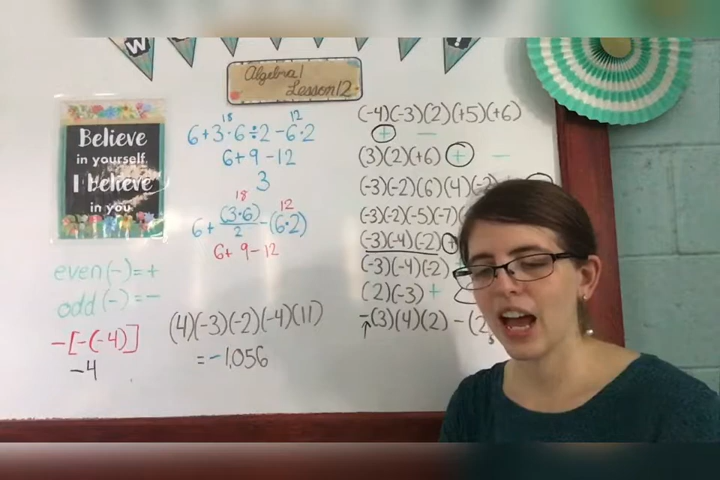 W
!
Algebra 1
Lesson 12
Believe
in yourself
I believe
in you
even (-) = +
odd (-) = -
-[-(-4)]
-4
18 12
6+3·6÷2-6·2
6+9-12
3
18 12
6+(3·6)/2-(6·2)
6+9-12
(4)(-3)(-2)(-4)(11)
=-1,056
(-4)(-3)(2)(+5)(+6)
+ -
(3)(2)(+6) + -
(-3)(-2)(6)(4)(-2)
(-3)(-2)(-5)(-7)(
(-3)(-4)(-2)
(-3)(-4)(-2)
(2)(-3) +
-(3)(4)(2) - (2